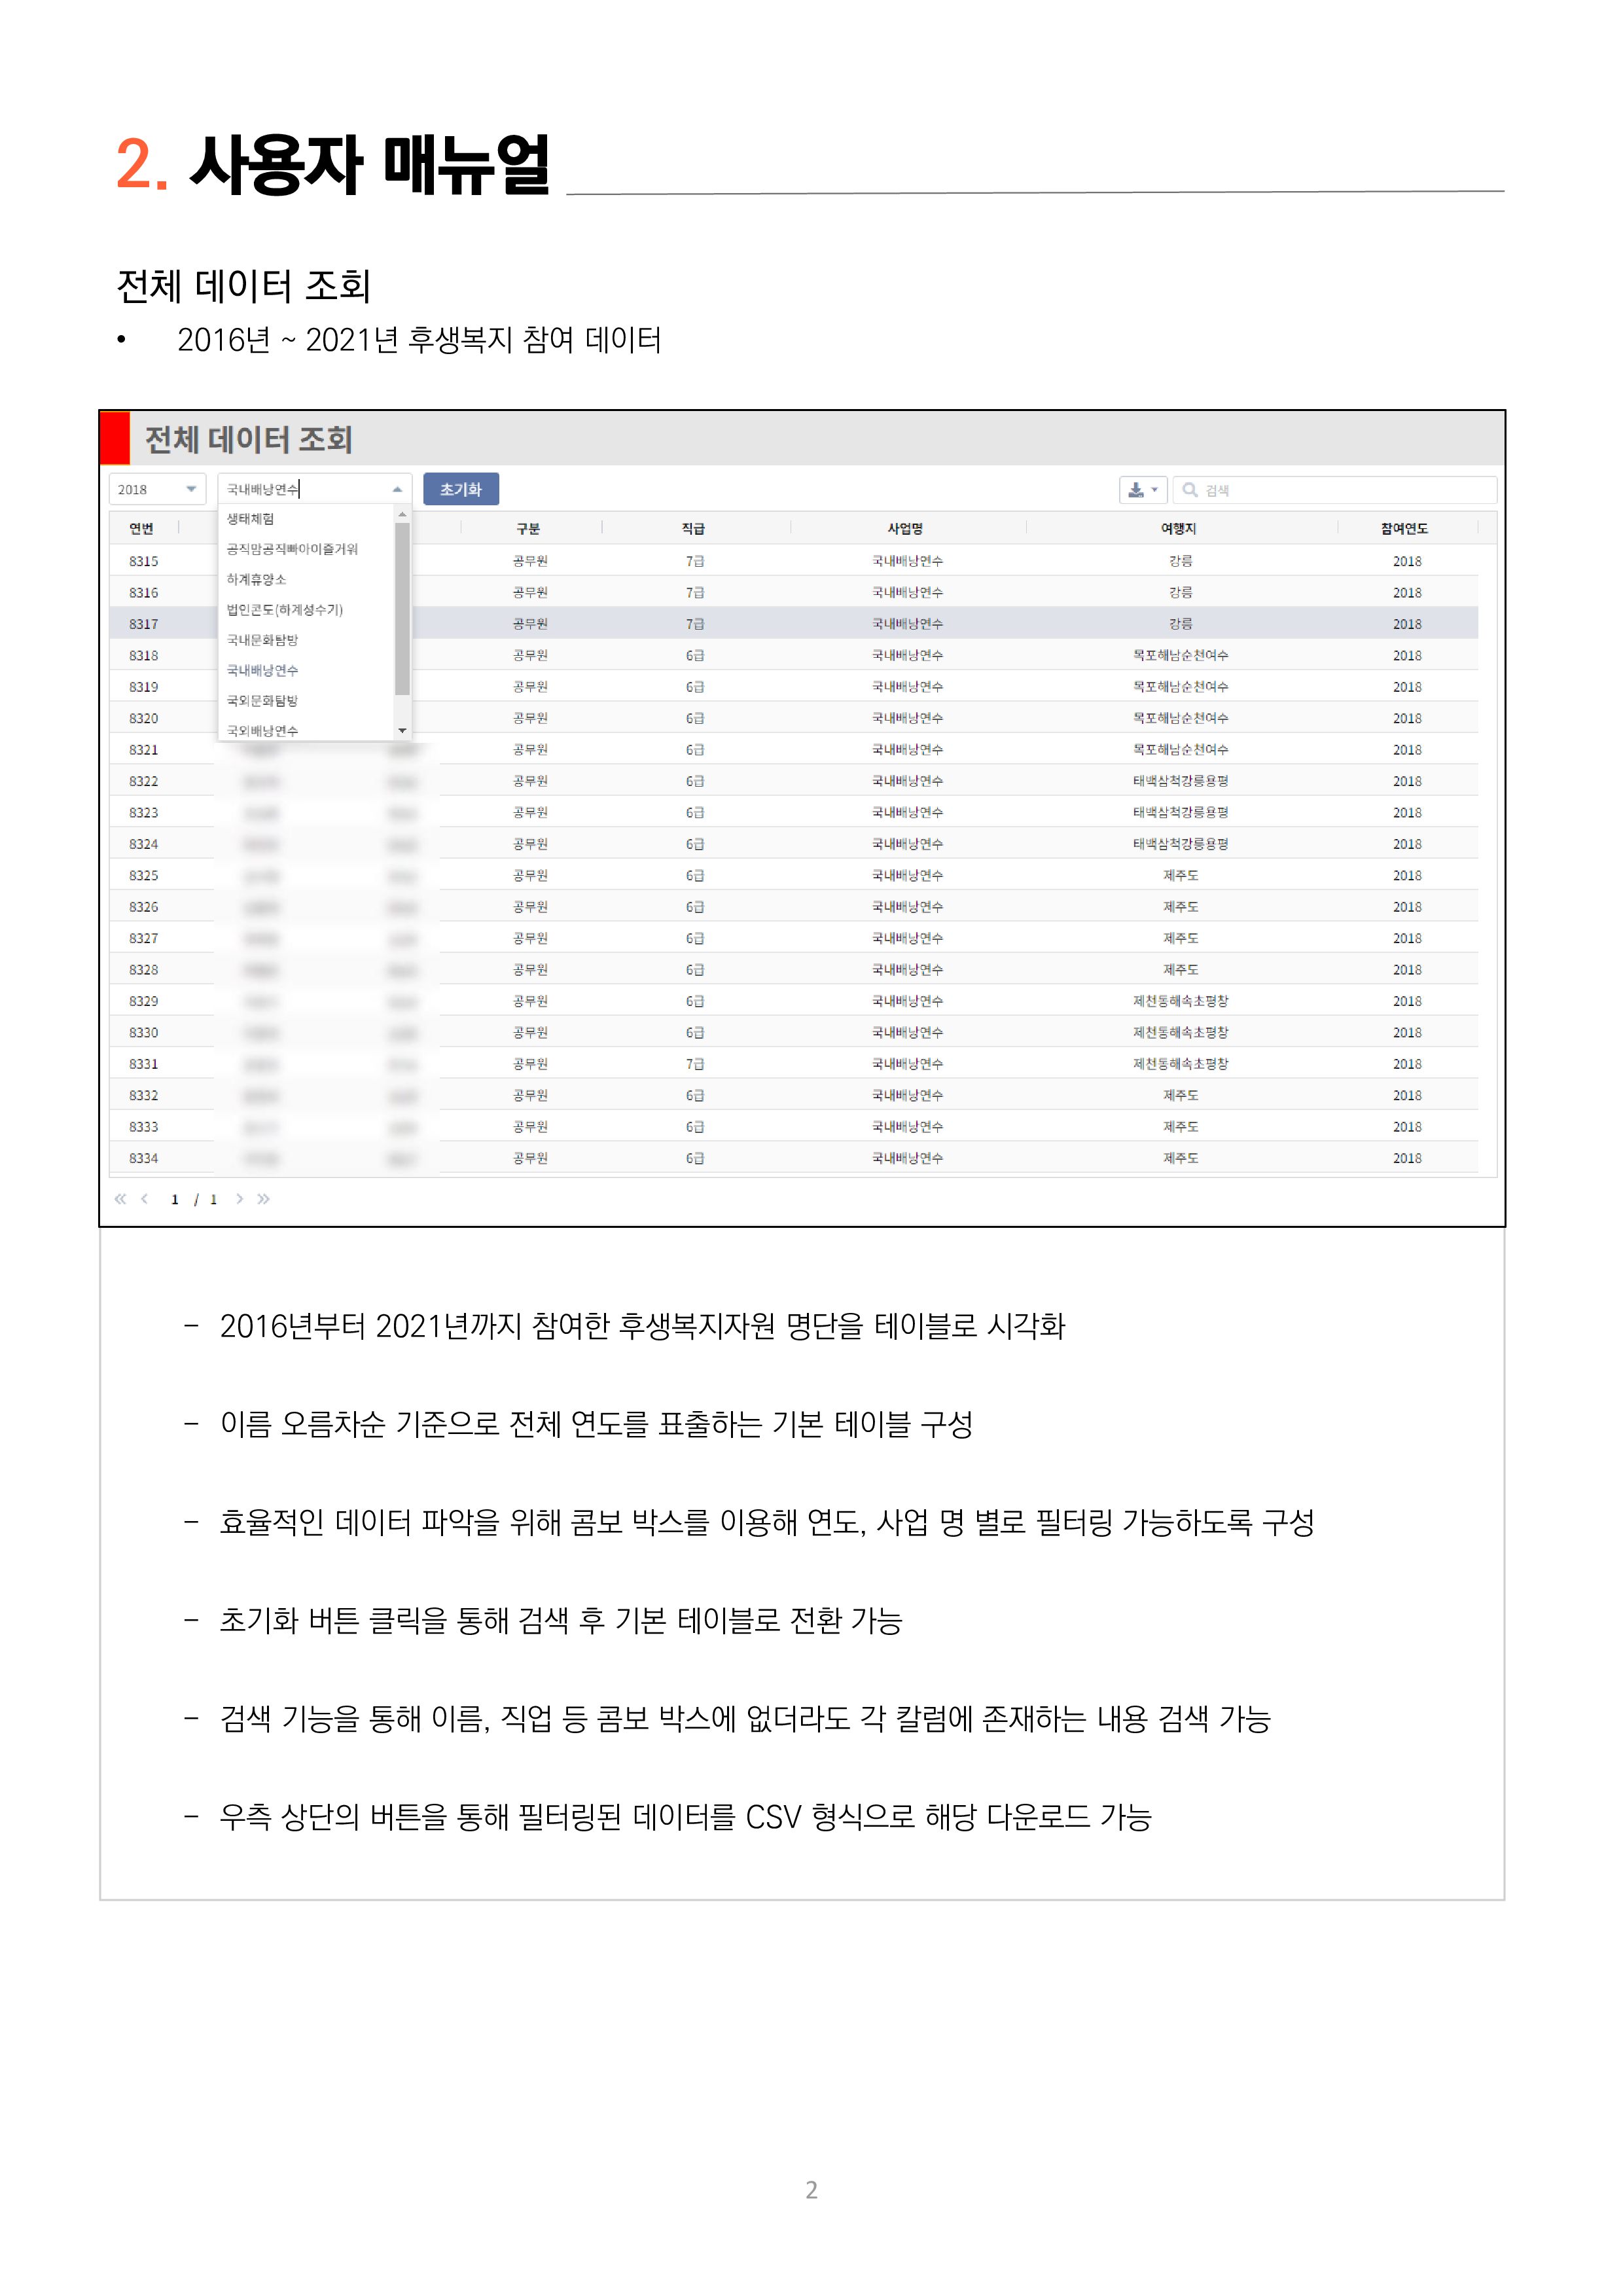 2. 사용자 매뉴얼
전체 데이터 조회
• 2016년 ~ 2021년 후생복지 참여 데이터
전체 데이터 조회
2018 국내배낭연수 초기화 검색
생태체험
공직맘공직빠아이즐거워
하계휴양소
법인콘도(하계성수기)
국내문화탐방
국내배낭연수
국외문화탐방
국외배낭연수
연번 구분 직급 사업명 여행지 참여연도
8315 공무원 7급 국내배낭연수 강릉 2018
8316 공무원 7급 국내배낭연수 강릉 2018
8317 공무원 7급 국내배낭연수 강릉 2018
8318 공무원 6급 국내배낭연수 목포해남순천여수 2018
8319 공무원 6급 국내배낭연수 목포해남순천여수 2018
8320 공무원 6급 국내배낭연수 목포해남순천여수 2018
8321 공무원 6급 국내배낭연수 목포해남순천여수 2018
8322 공무원 6급 국내배낭연수 태백삼척강릉용평 2018
8323 공무원 6급 국내배낭연수 태백삼척강릉용평 2018
8324 공무원 6급 국내배낭연수 태백삼척강릉용평 2018
8325 공무원 6급 국내배낭연수 제주도 2018
8326 공무원 6급 국내배낭연수 제주도 2018
8327 공무원 6급 국내배낭연수 제주도 2018
8328 공무원 6급 국내배낭연수 제주도 2018
8329 공무원 6급 국내배낭연수 제천동해속초평창 2018
8330 공무원 6급 국내배낭연수 제천동해속초평창 2018
8331 공무원 7급 국내배낭연수 제천동해속초평창 2018
8332 공무원 6급 국내배낭연수 제주도 2018
8333 공무원 6급 국내배낭연수 제주도 2018
8334 공무원 6급 국내배낭연수 제주도 2018
« < 1 / 1 > »
- 2016년부터 2021년까지 참여한 후생복지자원 명단을 테이블로 시각화
- 이름 오름차순 기준으로 전체 연도를 표출하는 기본 테이블 구성
- 효율적인 데이터 파악을 위해 콤보 박스를 이용해 연도, 사업 명 별로 필터링 가능하도록 구성
- 초기화 버튼 클릭을 통해 검색 후 기본 테이블로 전환 가능
- 검색 기능을 통해 이름, 직업 등 콤보 박스에 없더라도 각 칼럼에 존재하는 내용 검색 가능
- 우측 상단의 버튼을 통해 필터링된 데이터를 CSV 형식으로 해당 다운로드 가능
2